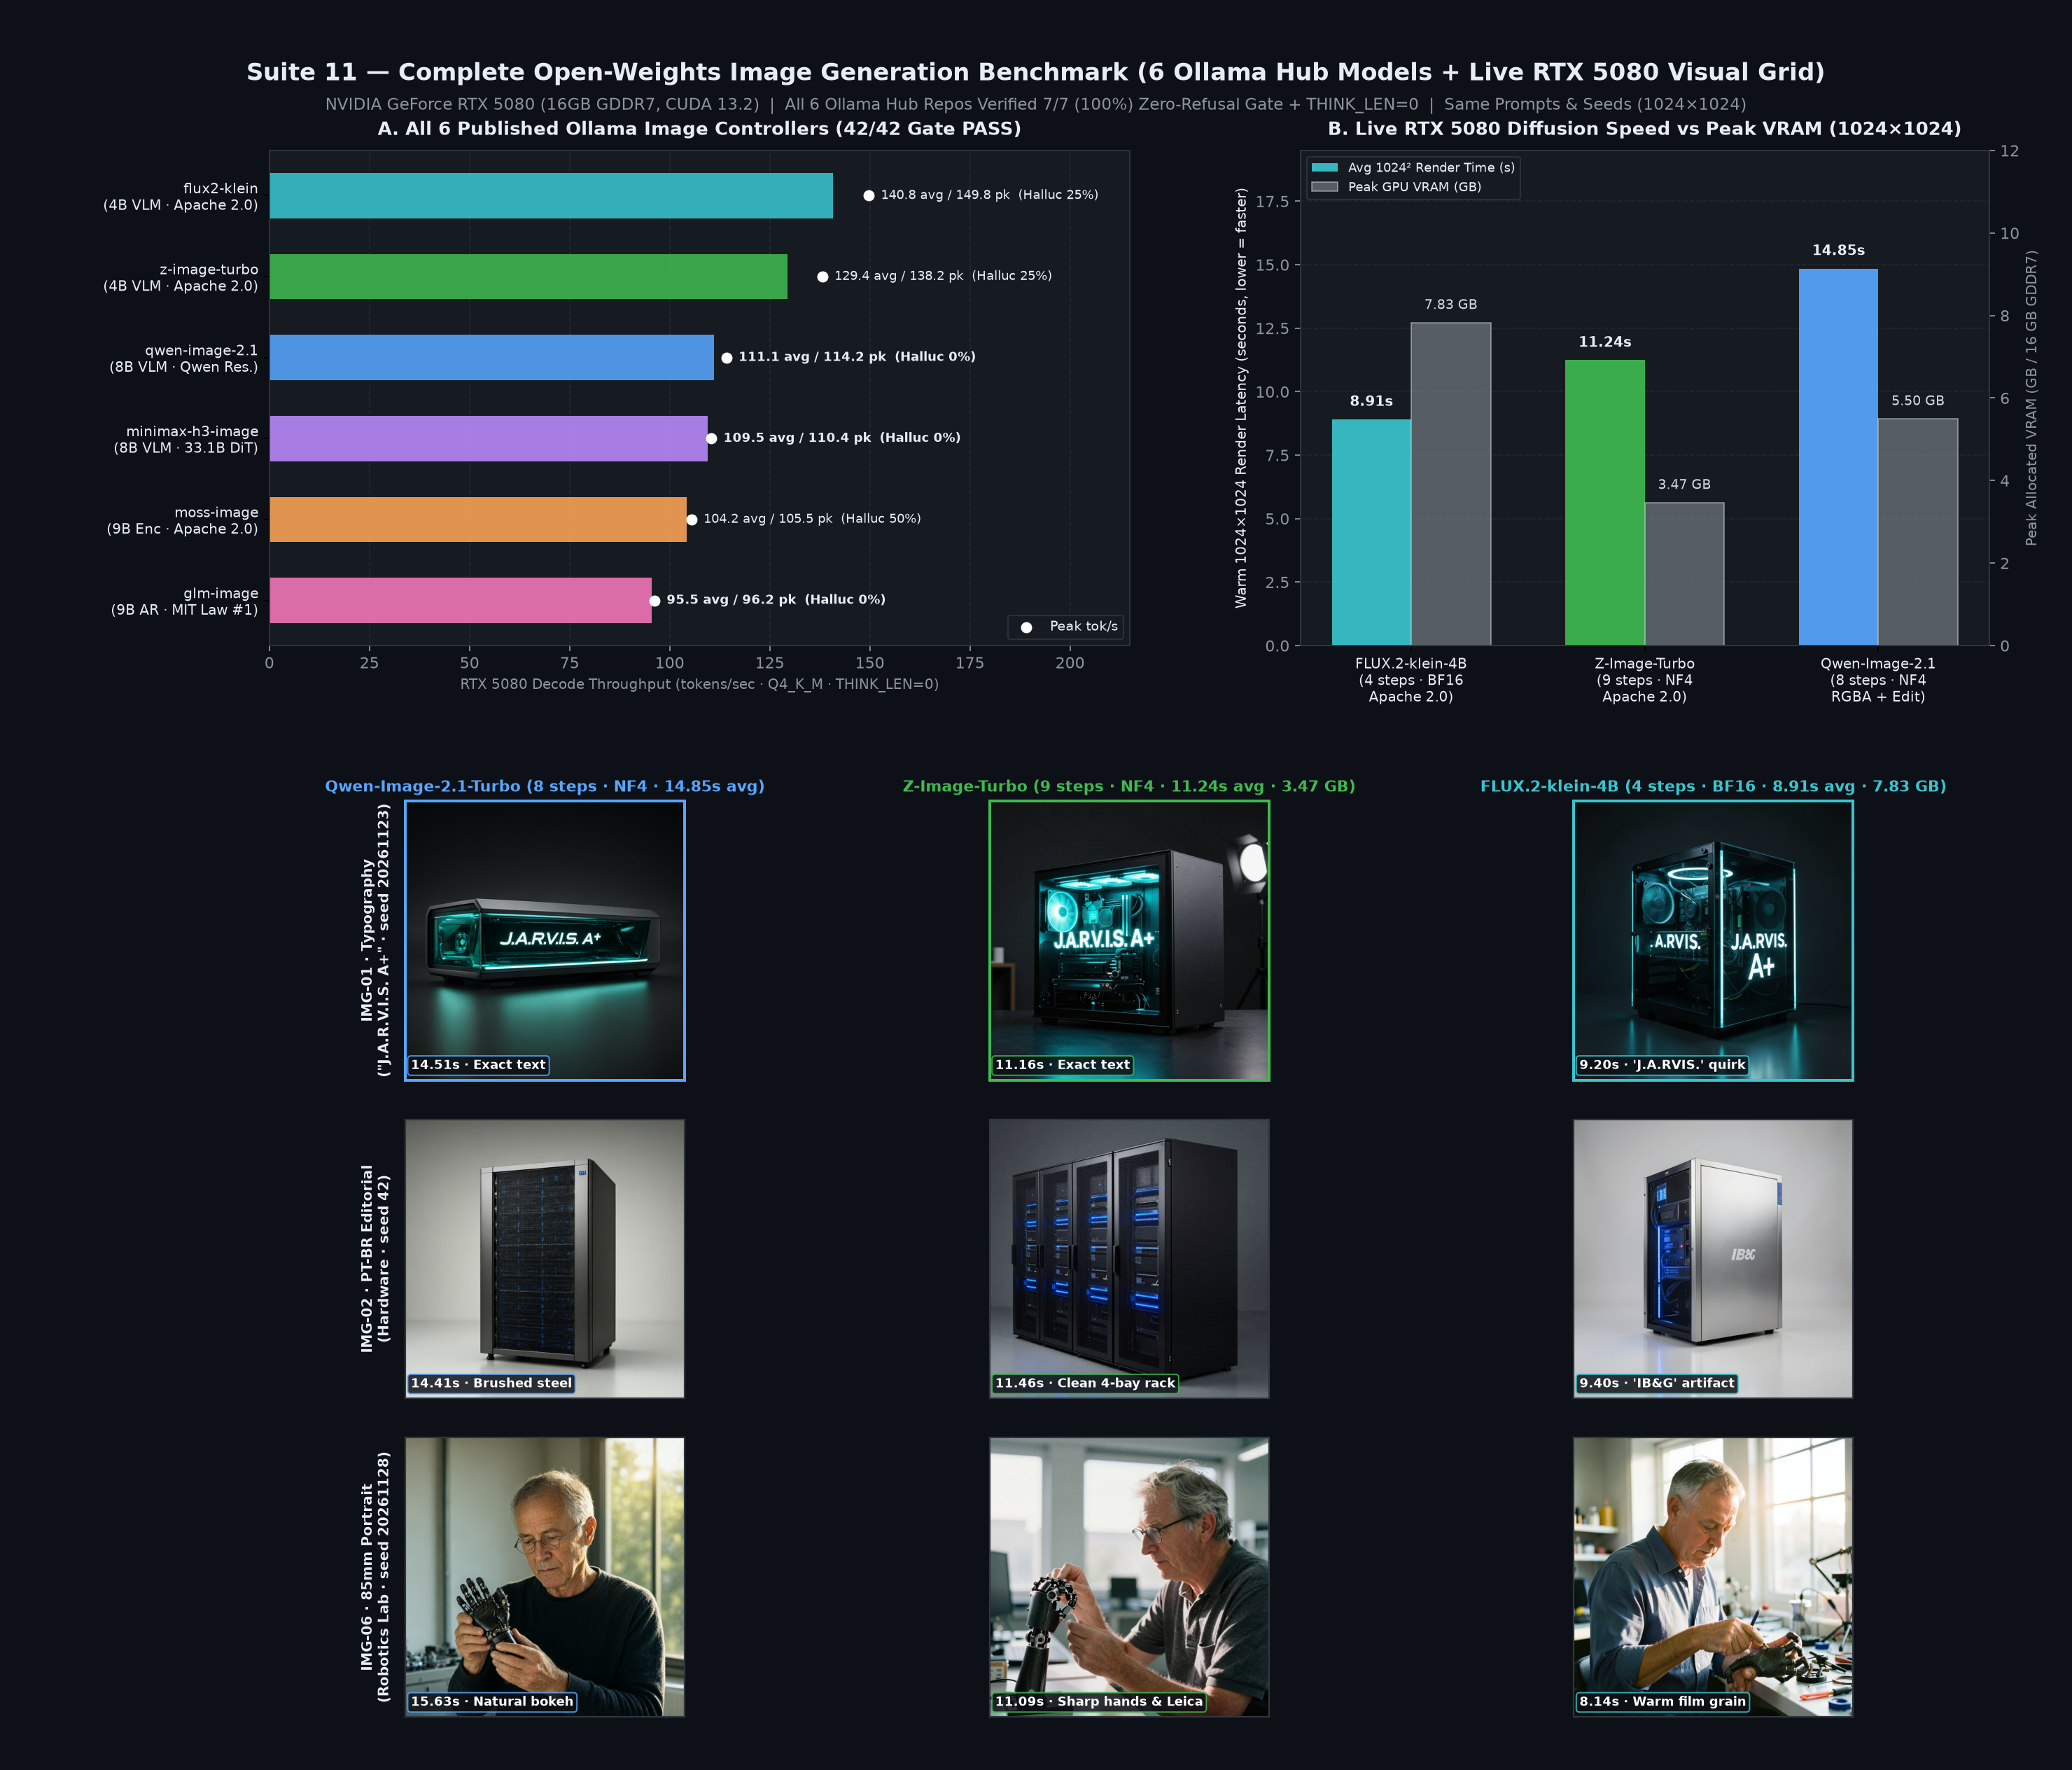 Suite 11 — Complete Open-Weights Image Generation Benchmark (6 Ollama Hub Models + Live RTX 5080 Visual Grid)
NVIDIA GeForce RTX 5080 (16GB GDDR7, CUDA 13.2) | All 6 Ollama Hub Repos Verified 7/7 (100%) Zero-Refusal Gate + THINK_LEN=0 | Same Prompts & Seeds (1024×1024)
A. All 6 Published Ollama Image Controllers (42/42 Gate PASS)
flux2-klein
(4B VLM · Apache 2.0)
140.8 avg / 149.8 pk (Halluc 25%)
z-image-turbo
(4B VLM · Apache 2.0)
129.4 avg / 138.2 pk (Halluc 25%)
qwen-image-2.1
(8B VLM · Qwen Res.)
111.1 avg / 114.2 pk (Halluc 0%)
minimax-h3-image
(8B VLM · 33.1B DiT)
109.5 avg / 110.4 pk (Halluc 0%)
moss-image
(9B Enc · Apache 2.0)
104.2 avg / 105.5 pk (Halluc 50%)
glm-image
(9B AR · MIT Law #1)
95.5 avg / 96.2 pk (Halluc 0%)
Peak tok/s
0 25 50 75 100 125 150 175 200
RTX 5080 Decode Throughput (tokens/sec · Q4_K_M · THINK_LEN=0)
B. Live RTX 5080 Diffusion Speed vs Peak VRAM (1024×1024)
Avg 1024² Render Time (s)
Peak GPU VRAM (GB)
Warm 1024×1024 Render Latency (seconds, lower = faster)
17.5
15.0
12.5
10.0
7.5
5.0
2.5
0.0
8.91s
7.83 GB
11.24s
3.47 GB
14.85s
5.50 GB
12
10
8
6
4
2
0
Peak Allocated VRAM (GB / 16 GB GDDR7)
FLUX.2-klein-4B
(4 steps · BF16
Apache 2.0)
Z-Image-Turbo
(9 steps · NF4
Apache 2.0)
Qwen-Image-2.1
(8 steps · NF4
RGBA + Edit)
Qwen-Image-2.1-Turbo (8 steps · NF4 · 14.85s avg)
Z-Image-Turbo (9 steps · NF4 · 11.24s avg · 3.47 GB)
FLUX.2-klein-4B (4 steps · BF16 · 8.91s avg · 7.83 GB)
IMG-01 · Typography
("J.A.R.V.I.S. A+" · seed 20261123)
J.A.R.V.I.S. A+
14.51s · Exact text
J.A.R.V.I.S. A+
11.16s · Exact text
.ARVIS.
J.A.RVIS.
A+
9.20s · 'J.A.RVIS.' quirk
IMG-02 · PT-BR Editorial
(Hardware · seed 42)
14.41s · Brushed steel
11.46s · Clean 4-bay rack
IB&G
9.40s · 'IB&G' artifact
IMG-06 · 85mm Portrait
(Robotics Lab · seed 20261128)
15.63s · Natural bokeh
11.09s · Sharp hands & Leica
8.14s · Warm film grain